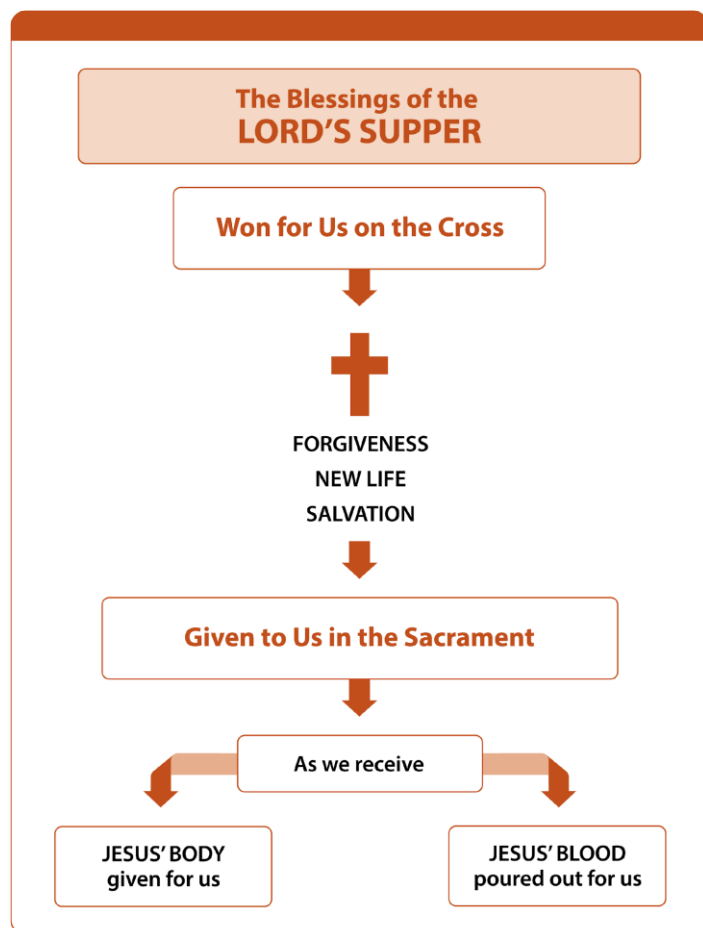 The Blessings of the
LORD’S SUPPER
Won for Us on the Cross
FORGIVENESS
NEW LIFE
SALVATION
Given to Us in the Sacrament
As we receive
JESUS’ BODY
given for us
JESUS’ BLOOD
poured out for us